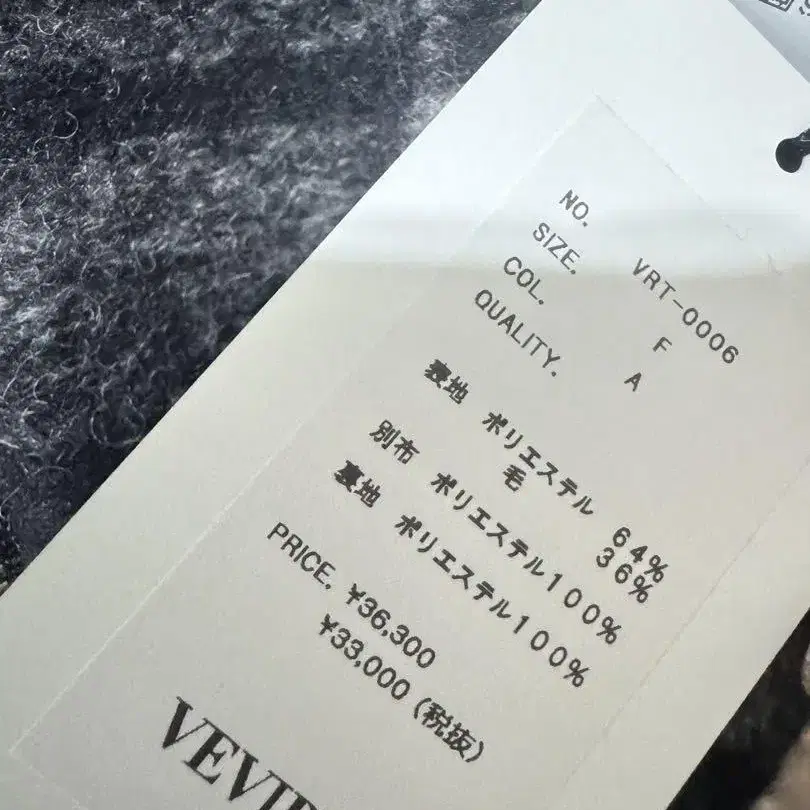 NO. VRT-0006
SIZE. F
COL. A
QUALITY.
表地 ポリエステル 64%
毛 36%
別布 ポリエステル100%
裏地 ポリエステル100%
PRICE. ¥36,300
¥33,000 (税抜)